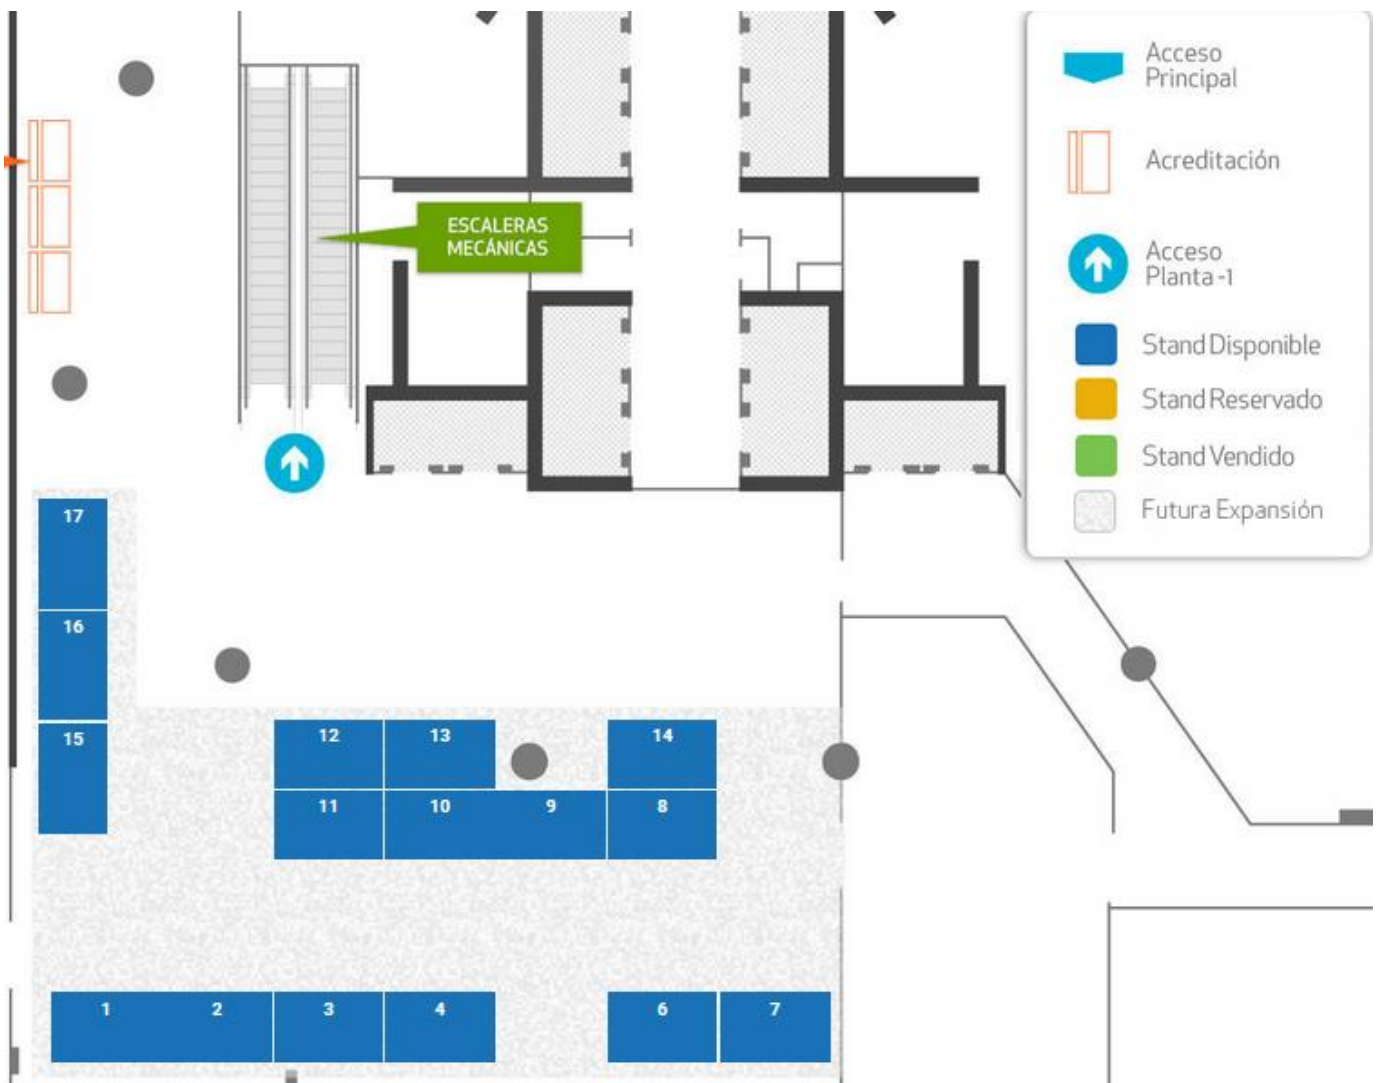 Acceso
Principal
Acreditación
Acceso
Planta -1
Stand Disponible
Stand Reservado
Stand Vendido
Futura Expansión
ESCALERAS
MECÁNICAS
17
16
15
12
13
14
11
10
9
8
1
2
3
4
6
7